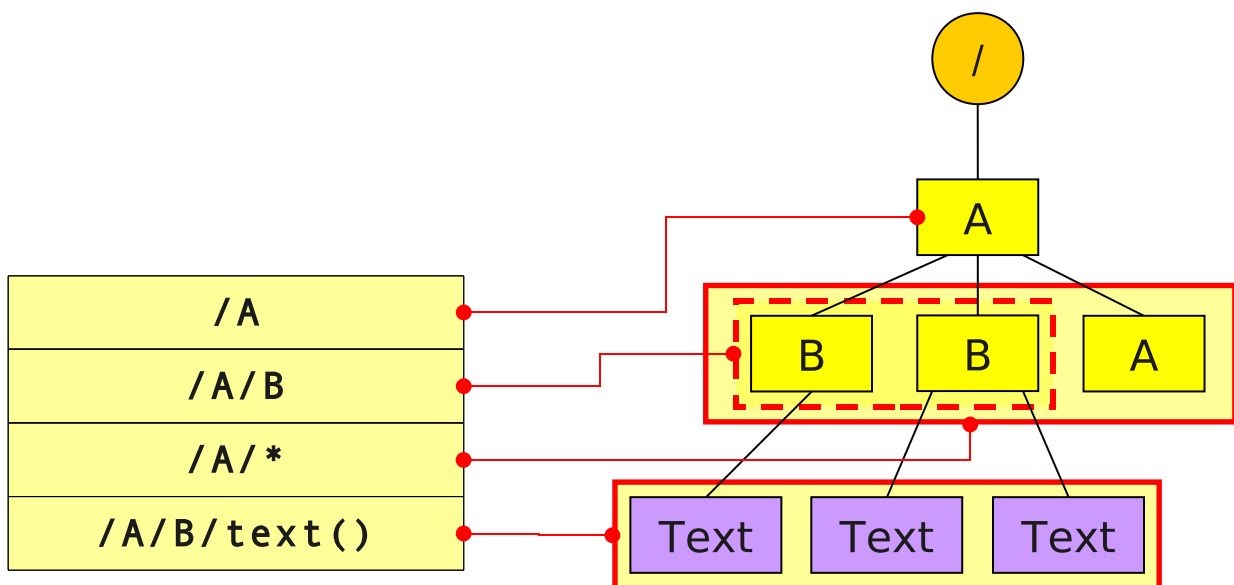 /
A
B B A
/A
/A/B
/A/*
/A/B/text()
Text Text Text